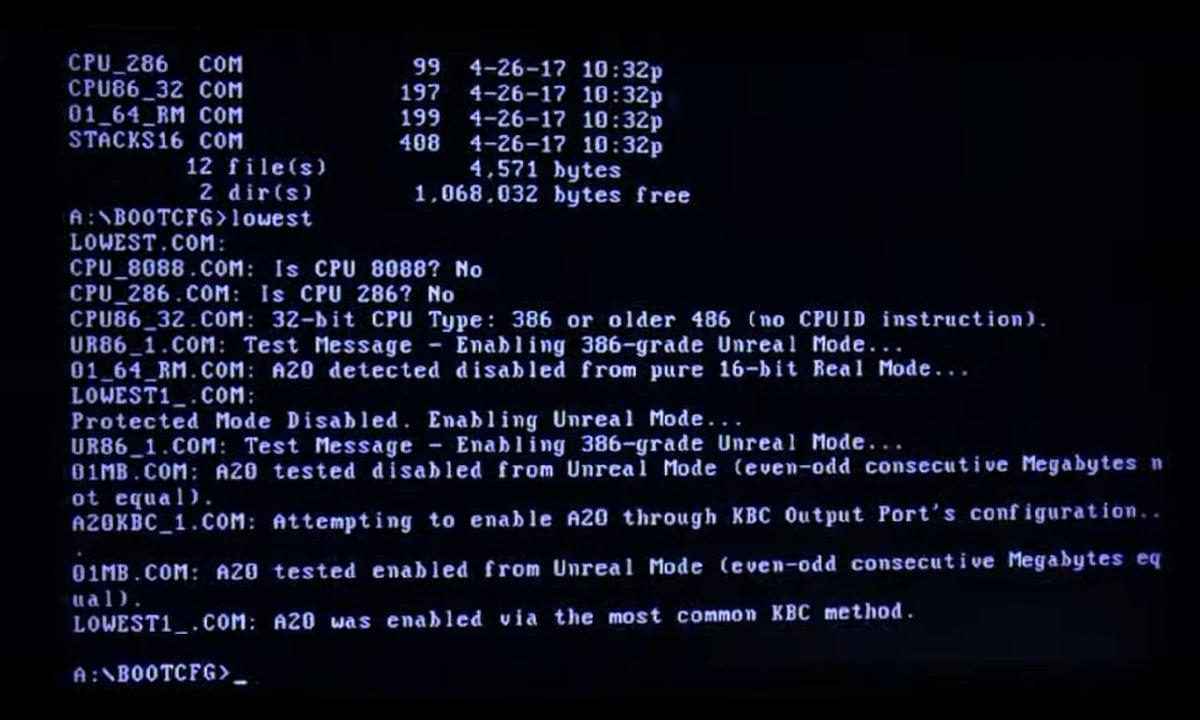 CPU_286  COM            99  4-26-17 10:32p
CPU86_32 COM           197  4-26-17 10:32p
01_64_RM COM           199  4-26-17 10:32p
STACKS16 COM           408  4-26-17 10:32p
12 file(s)          4,571 bytes
2 dir(s)       1,068,032 bytes free
A:\BOOTCFG>lowest
LOWEST.COM:
CPU_8088.COM: Is CPU 8088? No
CPU_286.COM: Is CPU 286? No
CPU86_32.COM: 32-bit CPU Type: 386 or older 486 (no CPUID instruction).
UR86_1.COM: Test Message - Enabling 386-grade Unreal Mode...
01_64_RM.COM: A20 detected disabled from pure 16-bit Real Mode...
LOWEST1_.COM:
Protected Mode Disabled. Enabling Unreal Mode...
UR86_1.COM: Test Message - Enabling 386-grade Unreal Mode...
01MB.COM: A20 tested disabled from Unreal Mode (even-odd consecutive Megabytes n
ot equal).
A20KBC_1.COM: Attempting to enable A20 through KBC Output Port's configuration..
.
01MB.COM: A20 tested enabled from Unreal Mode (even-odd consecutive Megabytes eq
ual).
LOWEST1_.COM: A20 was enabled via the most common KBC method.
A:\BOOTCFG>_